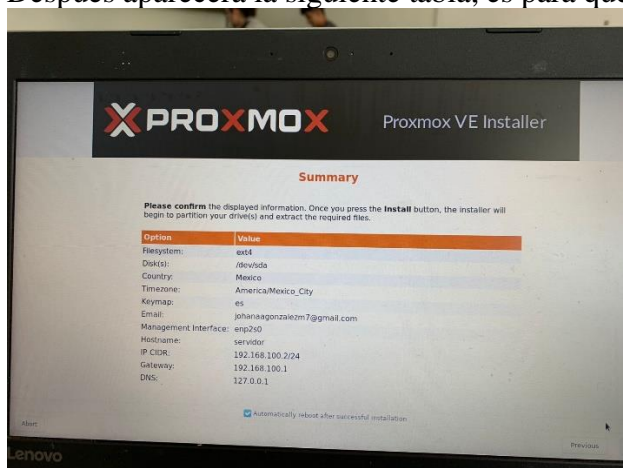 Después aparecerá la siguiente tabla, es para que
PROXMOX Proxmox VE Installer
Summary
Please confirm the displayed information. Once you press the Install button, the installer will
begin to partition your drive(s) and extract the required files.
Option Value
Filesystem: ext4
Disk(s): /dev/sda
Country: Mexico
Timezone: America/Mexico_City
Keymap: es
Email: johanaagonzalezm7@gmail.com
Management Interface: enp2s0
Hostname: servidor
IP CIDR: 192.168.100.2/24
Gateway: 192.168.100.1
DNS: 127.0.0.1
Automatically reboot after successful installation
Abort Previous
Lenovo